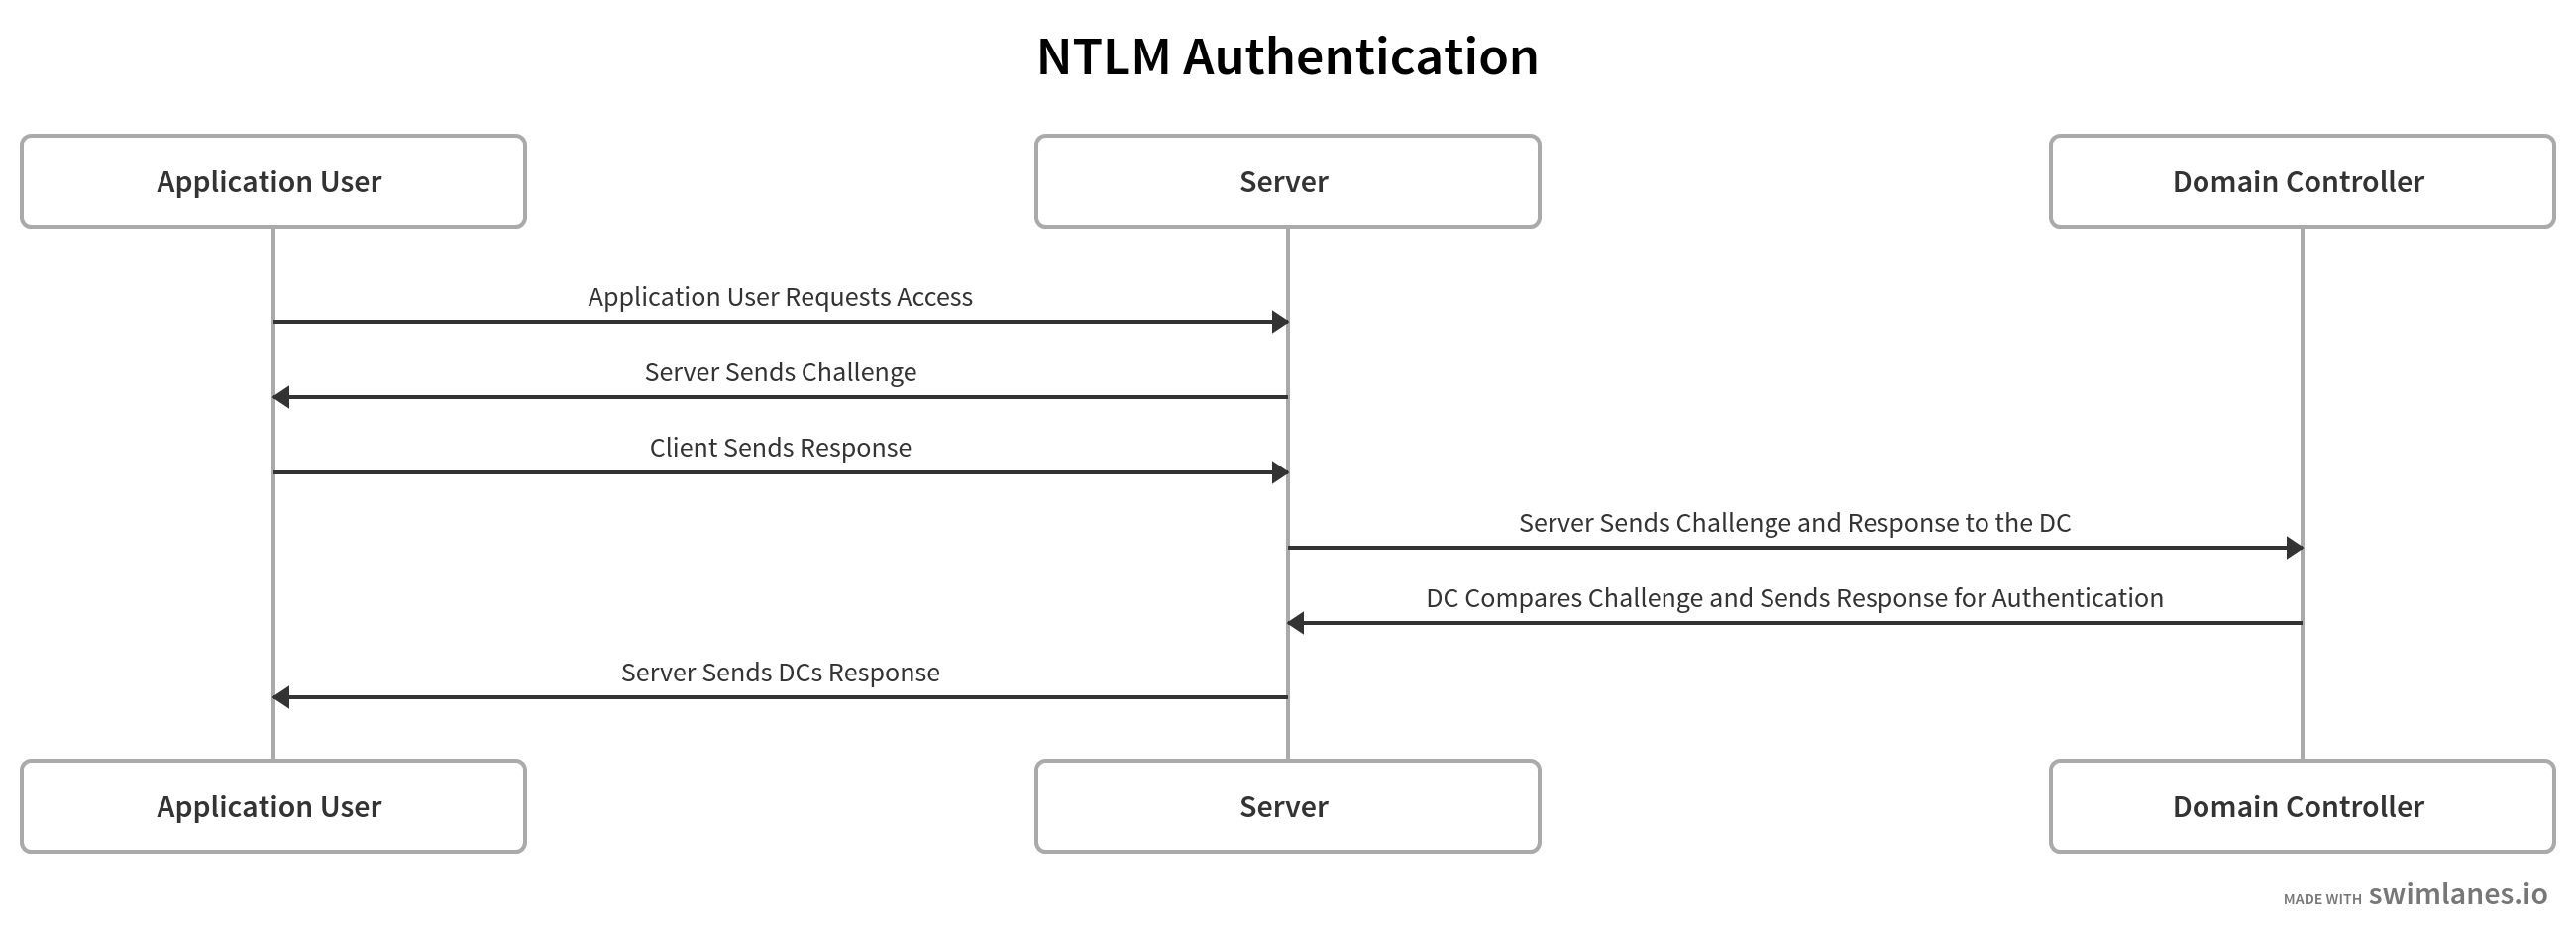 NTLM Authentication
Application User
Server
Domain Controller
Application User Requests Access
Server Sends Challenge
Client Sends Response
Server Sends Challenge and Response to the DC
DC Compares Challenge and Sends Response for Authentication
Server Sends DCs Response
Application User
Server
Domain Controller
MADE WITH swimlanes.io